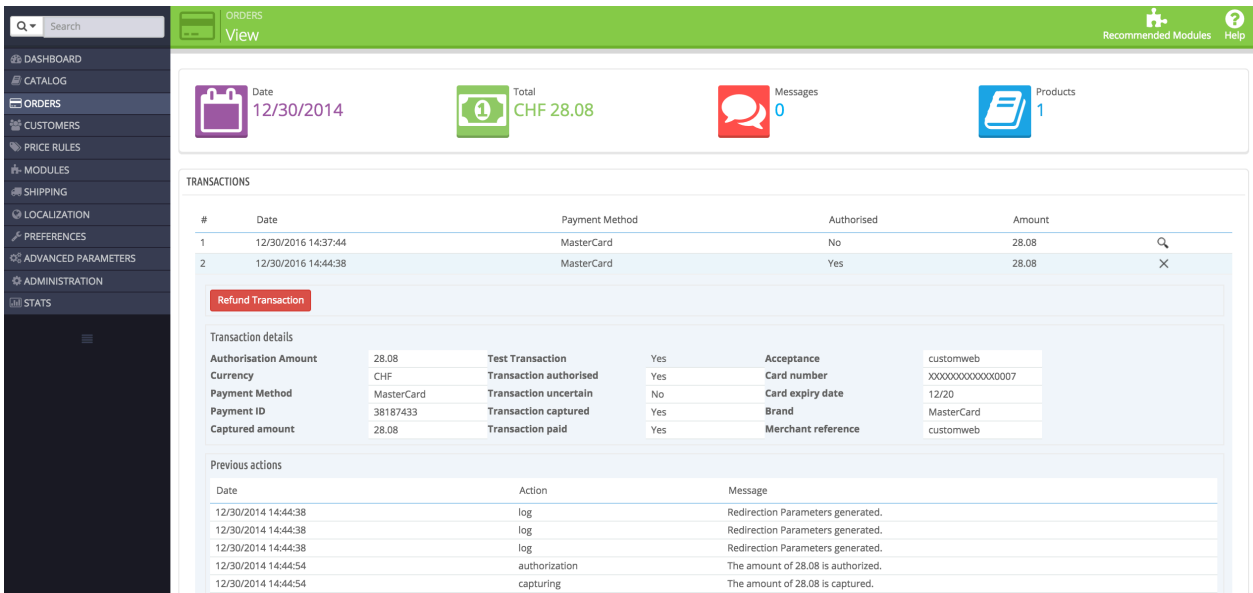 Search
ORDERS
View
Recommended Modules
Help
DASHBOARD
CATALOG
ORDERS
CUSTOMERS
PRICE RULES
MODULES
SHIPPING
LOCALIZATION
PREFERENCES
ADVANCED PARAMETERS
ADMINISTRATION
STATS
Date
12/30/2014
Total
CHF 28.08
Messages
0
Products
1
TRANSACTIONS
# Date Payment Method Authorised Amount
1 12/30/2016 14:37:44 MasterCard No 28.08
2 12/30/2016 14:44:38 MasterCard Yes 28.08
Refund Transaction
Transaction details
Authorisation Amount 28.08 Test Transaction Yes Acceptance customweb
Currency CHF Transaction authorised Yes Card number XXXXXXXXXXXX0007
Payment Method MasterCard Transaction uncertain No Card expiry date 12/20
Payment ID 38187433 Transaction captured Yes Brand MasterCard
Captured amount 28.08 Transaction paid Yes Merchant reference customweb
Previous actions
Date Action Message
12/30/2014 14:44:38 log Redirection Parameters generated.
12/30/2014 14:44:38 log Redirection Parameters generated.
12/30/2014 14:44:38 log Redirection Parameters generated.
12/30/2014 14:44:54 authorization The amount of 28.08 is authorized.
12/30/2014 14:44:54 capturing The amount of 28.08 is captured.